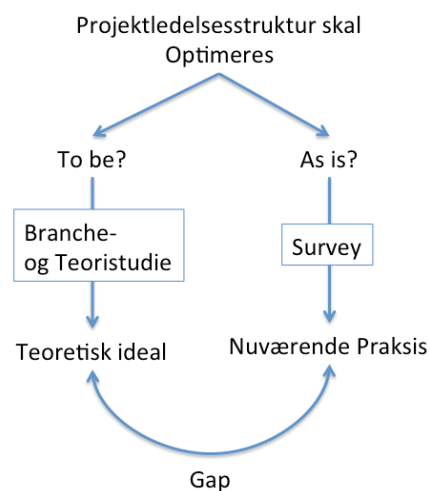 Projektledelsesstruktur skal
Optimeres
To be?
As is?
Branche-
og Teoristudie
Survey
Teoretisk ideal
Nuværende Praksis
Gap